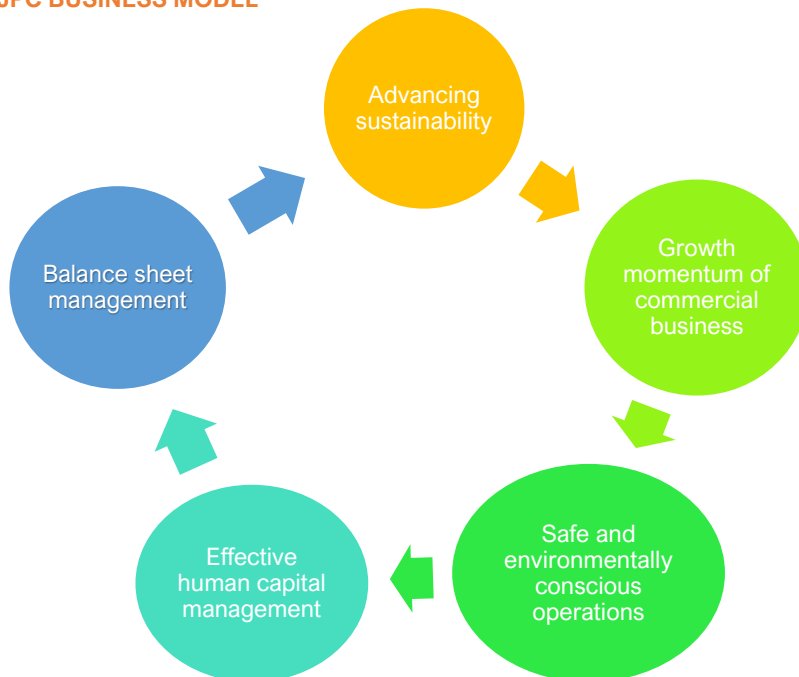 JPC BUSINESS MODEL
Advancing
sustainability
Growth
momentum of
commercial
business
Safe and
environmentally
conscious
operations
Effective
human capital
management
Balance sheet
management